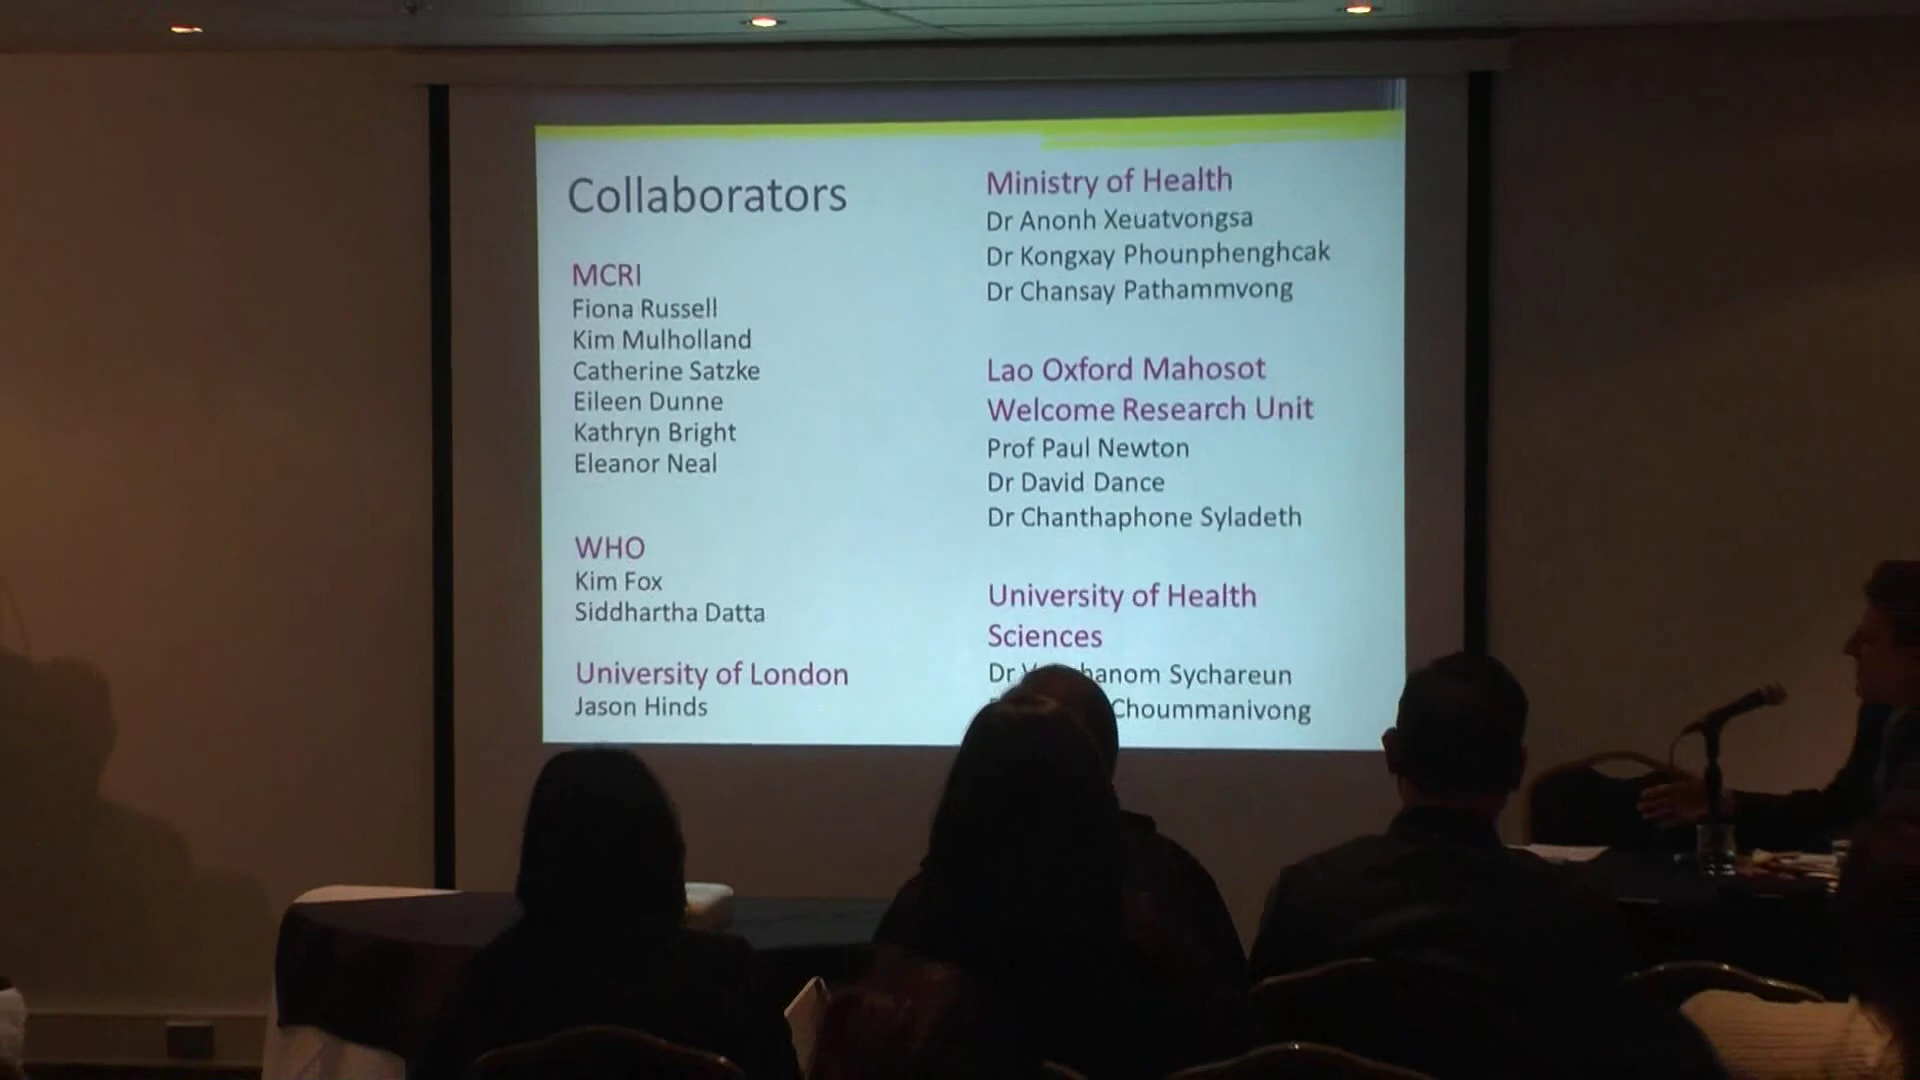 Collaborators
MCRI
Fiona Russell
Kim Mulholland
Catherine Satzke
Eileen Dunne
Kathryn Bright
Eleanor Neal
WHO
Kim Fox
Siddhartha Datta
University of London
Jason Hinds
Ministry of Health
Dr Anonh Xeuatvongsa
Dr Kongxay Phounphenghcak
Dr Chansay Pathammvong
Lao Oxford Mahosot
Welcome Research Unit
Prof Paul Newton
Dr David Dance
Dr Chanthaphone Syladeth
University of Health
Sciences
Dr Sychareun
Choummanivong